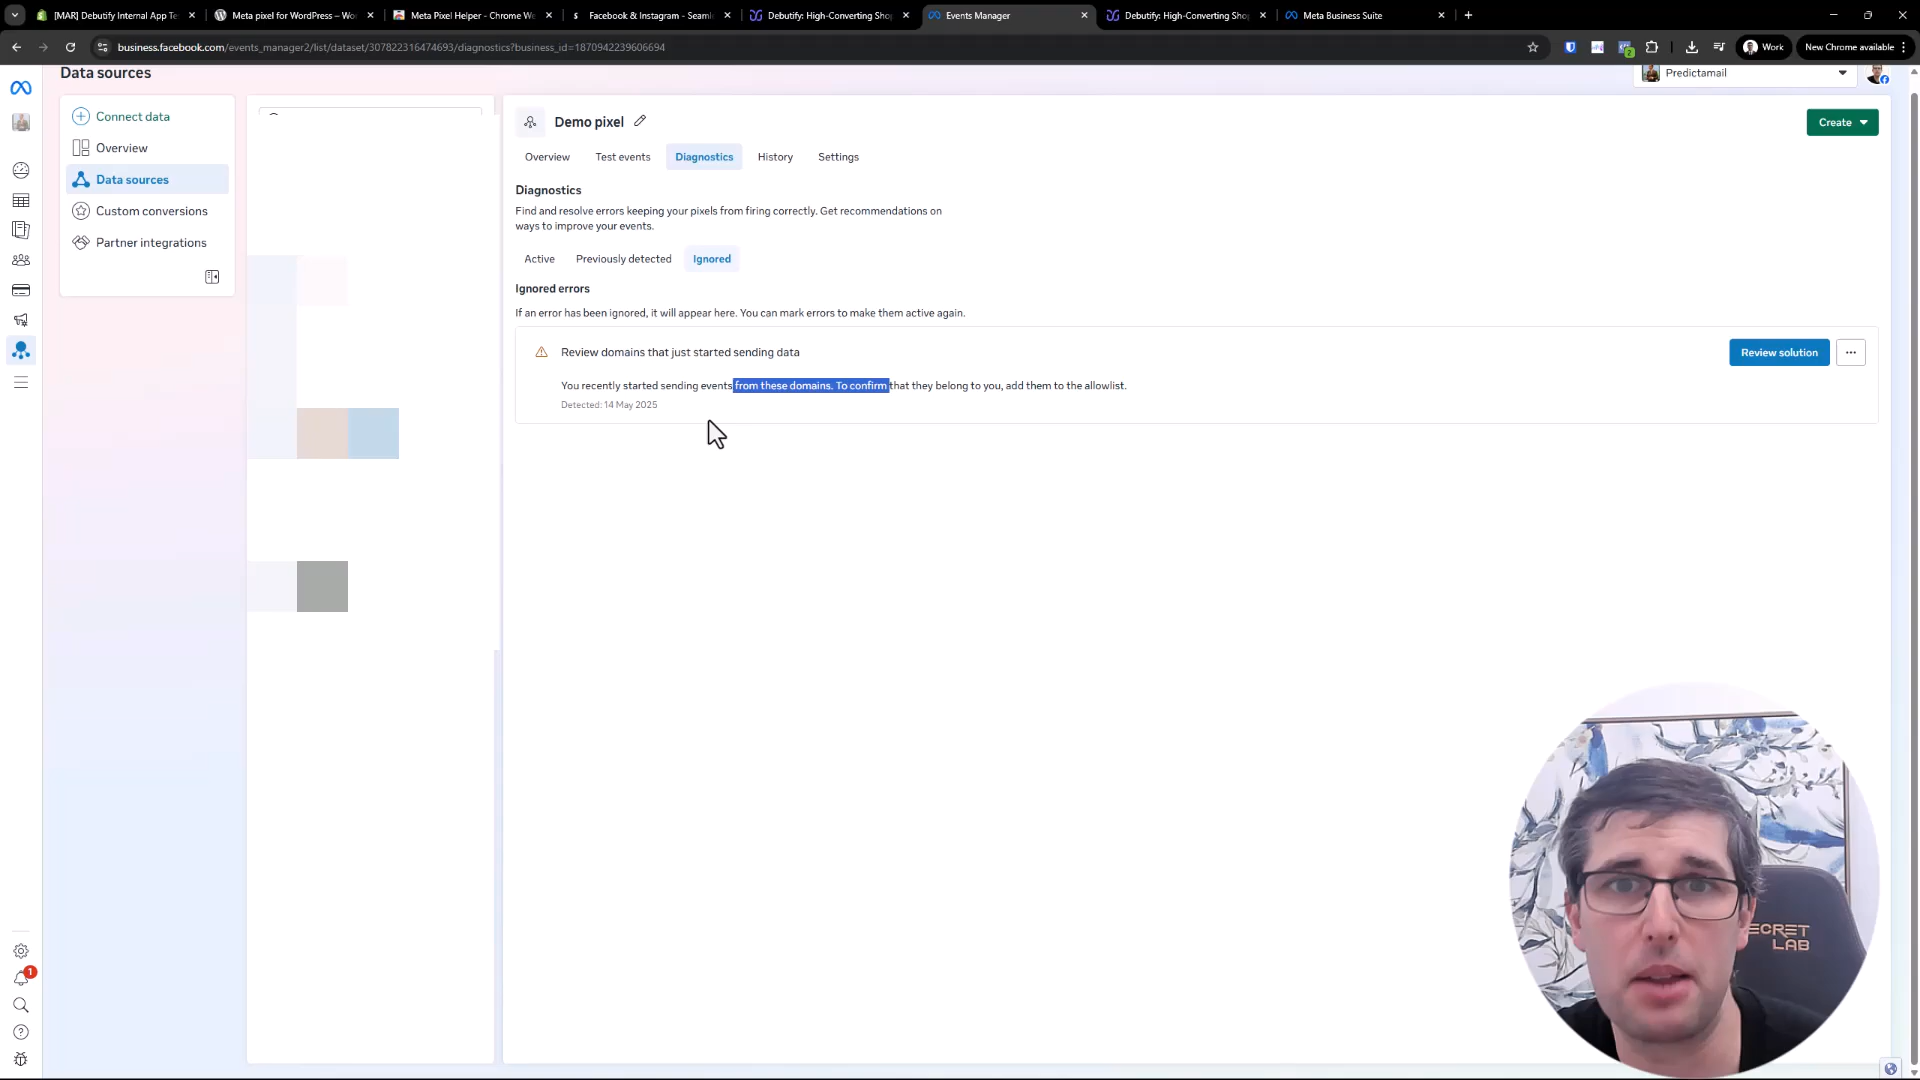 [MAR] Debutify Internal App Te
Meta pixel for WordPress – Wo
Meta Pixel Helper - Chrome We
Facebook & Instagram - Seaml
Debutify: High-Converting Sho
Events Manager
Debutify: High-Converting Sho
Meta Business Suite
business.facebook.com/events_manager2/list/dataset/307822316474693/diagnostics?business_id=1870942239606694
Work
New Chrome available
Data sources
Predictamail
Connect data
Overview
Data sources
Custom conversions
Partner integrations
Demo pixel
Create
Overview
Test events
Diagnostics
History
Settings
Diagnostics
Find and resolve errors keeping your pixels from firing correctly. Get recommendations on
ways to improve your events.
Active
Previously detected
Ignored
Ignored errors
If an error has been ignored, it will appear here. You can mark errors to make them active again.
Review domains that just started sending data
Review solution
You recently started sending events from these domains. To confirm that they belong to you, add them to the allowlist.
Detected: 14 May 2025
1
ECRET
LAB